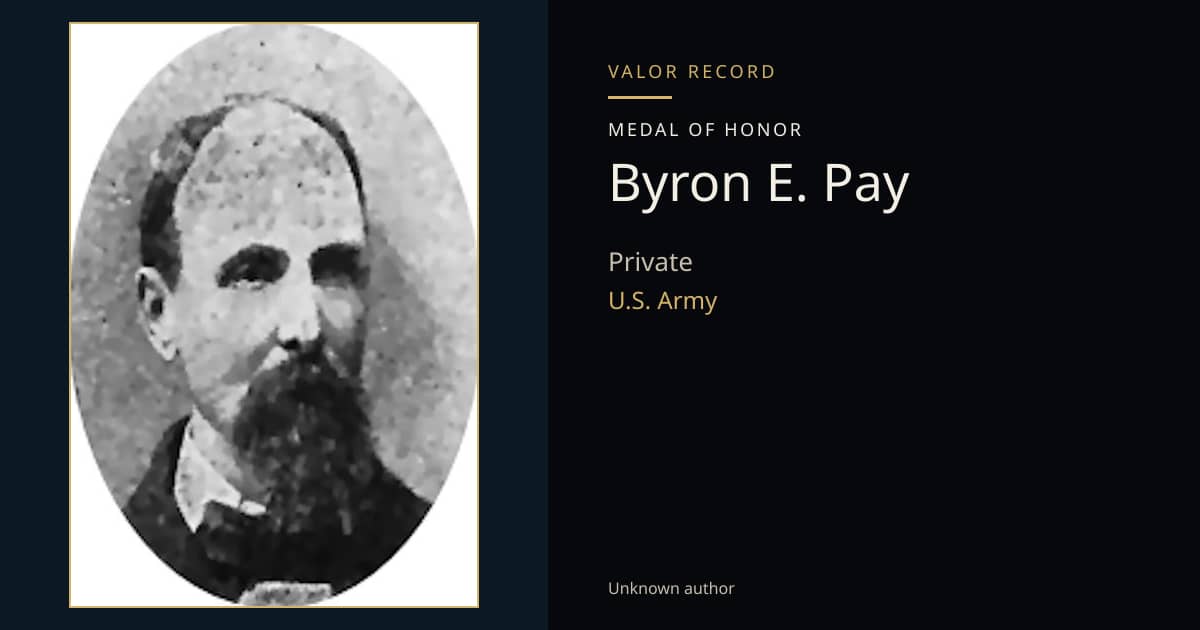 VALOR RECORD
MEDAL OF HONOR
Byron E. Pay
Private
U.S. Army
Unknown author